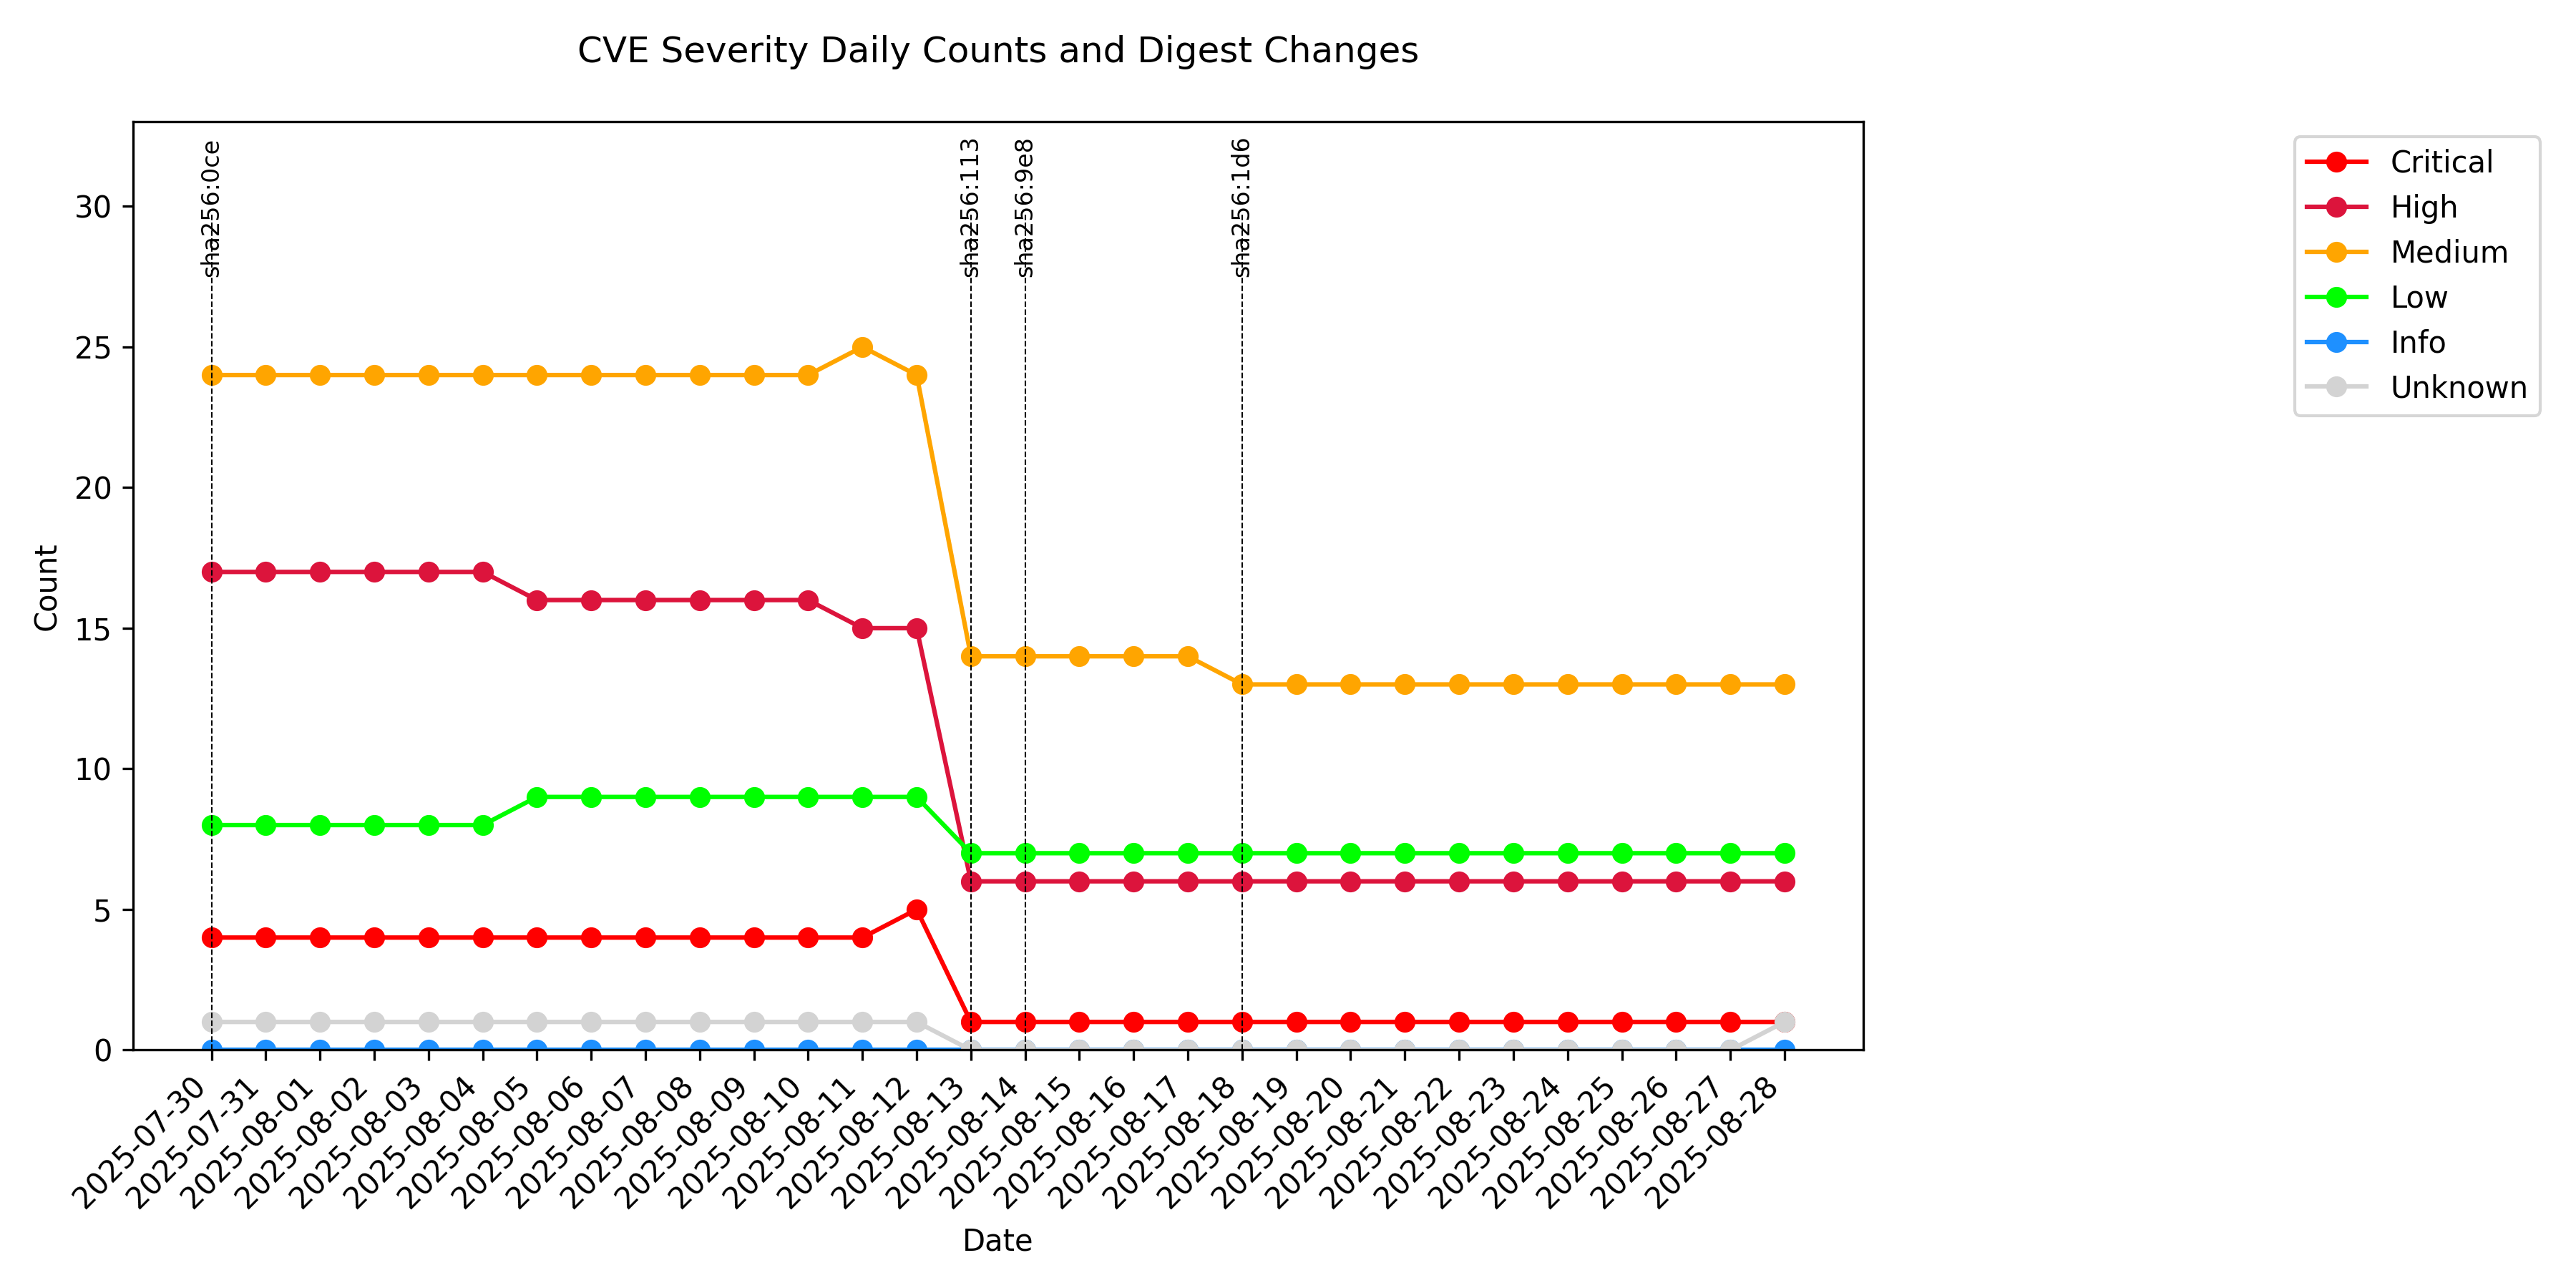 CVE Severity Daily Counts and Digest Changes
sha256:0ce
sha256:113
sha256:9e8
sha256:1d6
Critical
High
Medium
Low
Info
Unknown
Count
30
25
20
15
10
5
0
2025-07-30
2025-07-31
2025-08-01
2025-08-02
2025-08-03
2025-08-04
2025-08-05
2025-08-06
2025-08-07
2025-08-08
2025-08-09
2025-08-10
2025-08-11
2025-08-12
2025-08-13
2025-08-14
2025-08-15
2025-08-16
2025-08-17
2025-08-18
2025-08-19
2025-08-20
2025-08-21
2025-08-22
2025-08-23
2025-08-24
2025-08-25
2025-08-26
2025-08-27
2025-08-28
Date